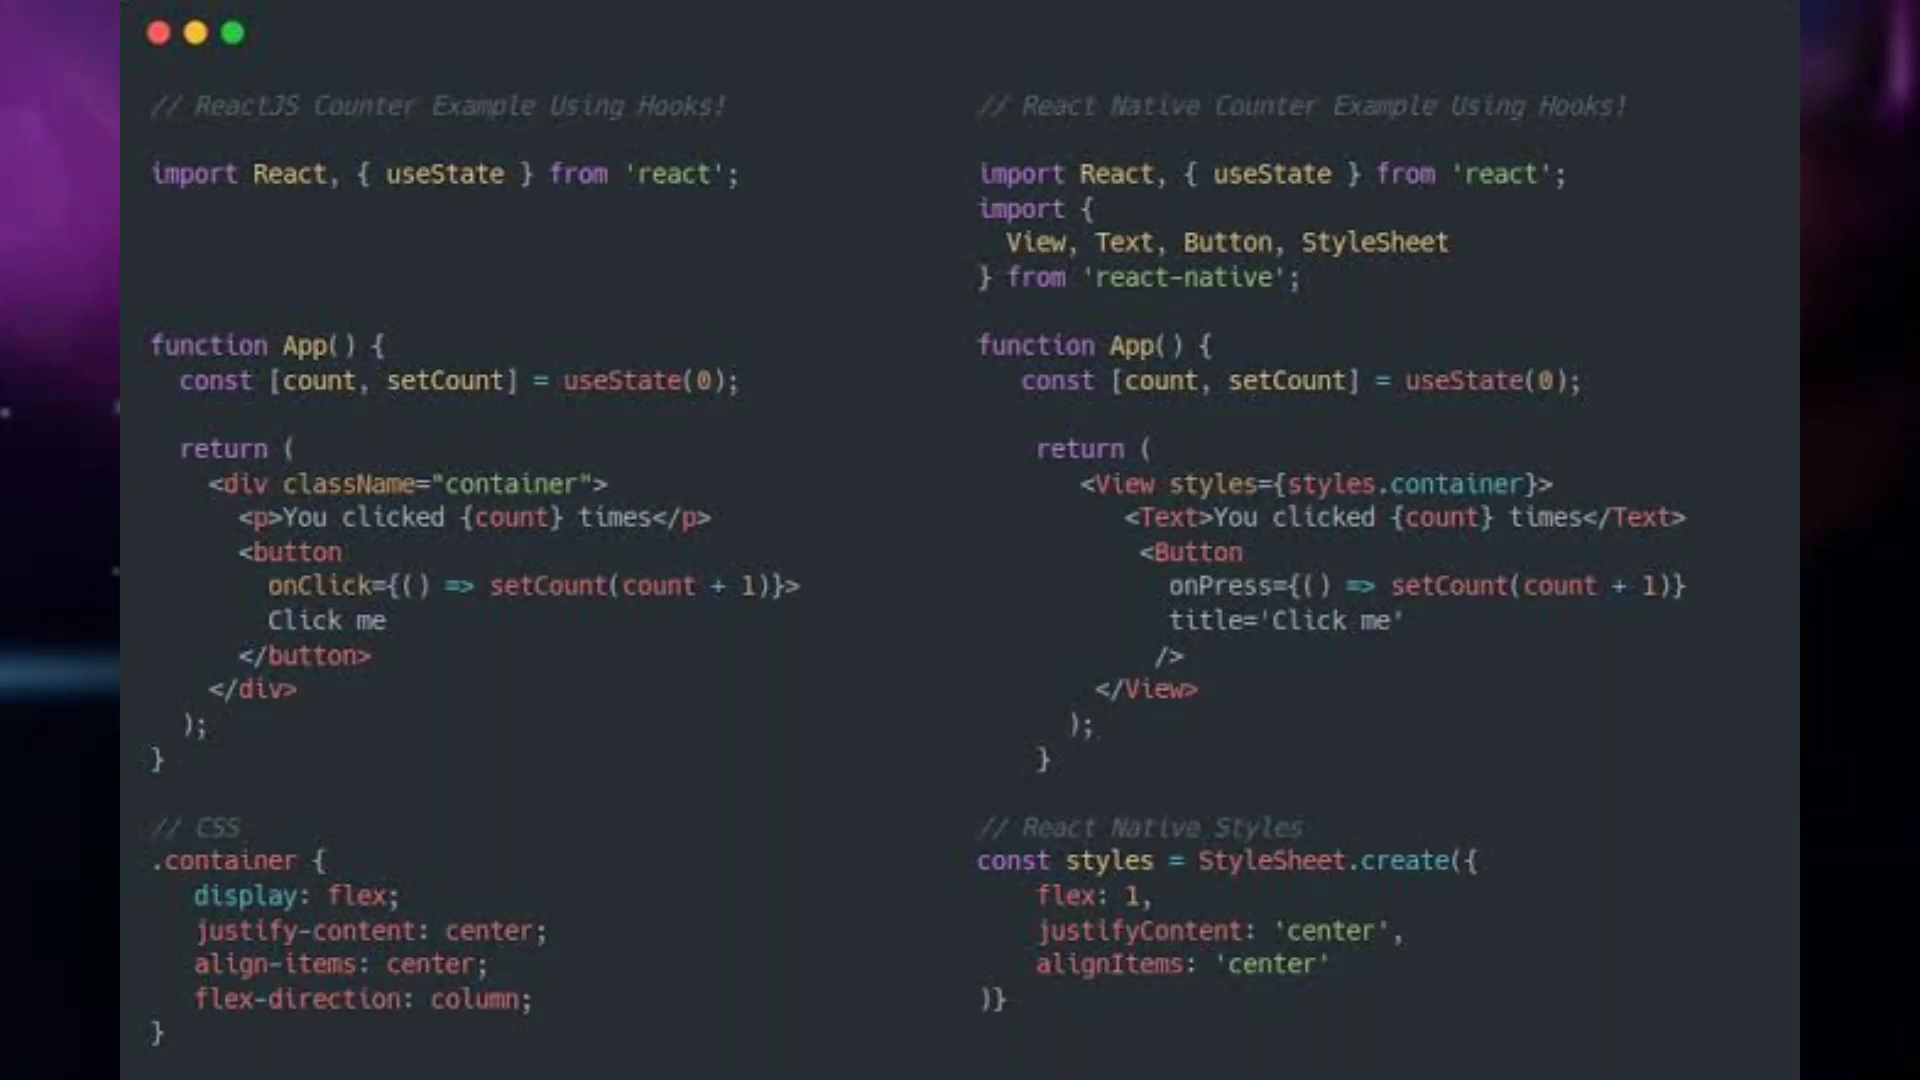 // ReactJS Counter Example Using Hooks!
import React, { useState } from 'react';
function App() {
const [count, setCount] = useState(0);
return (
<div className="container">
<p>You clicked {count} times</p>
<button
onClick={() => setCount(count + 1)}>
Click me
</button>
</div>
);
}
// CSS
.container {
display: flex;
justify-content: center;
align-items: center;
flex-direction: column;
}
// React Native Counter Example Using Hooks!
import React, { useState } from 'react';
import {
View, Text, Button, StyleSheet
} from 'react-native';
function App() {
const [count, setCount] = useState(0);
return (
<View styles={styles.container}>
<Text>You clicked {count} times</Text>
<Button
onPress={() => setCount(count + 1)}
title='Click me'
/>
</View>
);
}
// React Native Styles
const styles = StyleSheet.create({
flex: 1,
justifyContent: 'center',
alignItems: 'center'
)}